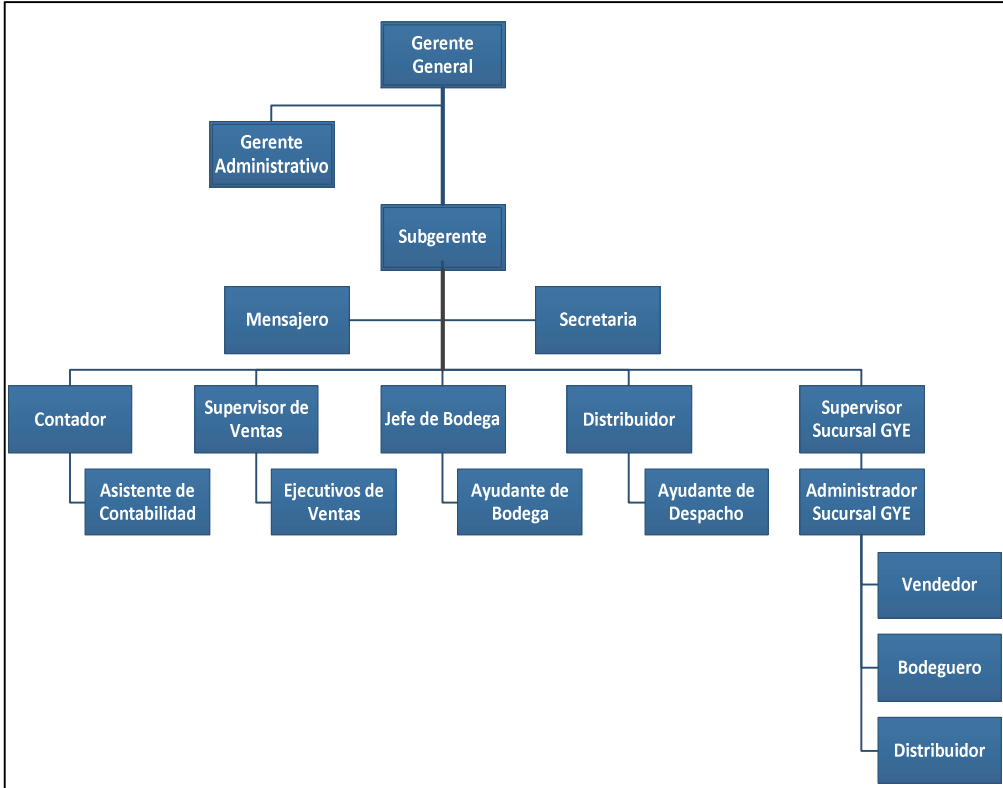 Gerente
General
Gerente
Administrativo
Subgerente
Mensajero
Secretaria
Contador
Supervisor de
Ventas
Jefe de Bodega
Distribuidor
Supervisor
Sucursal GYE
Asistente de
Contabilidad
Ejecutivos de
Ventas
Ayudante de
Bodega
Ayudante de
Despacho
Administrador
Sucursal GYE
Vendedor
Bodeguero
Distribuidor